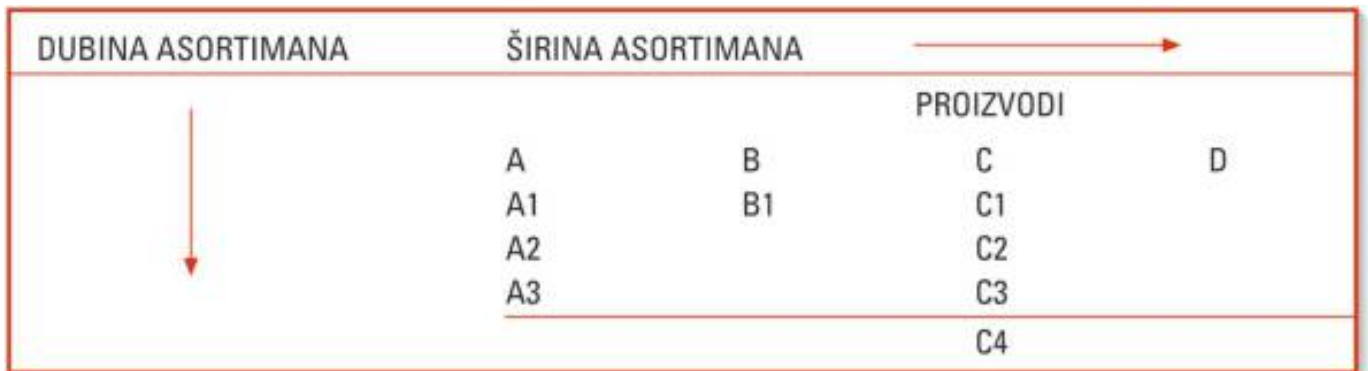 DUBINA ASORTIMANA ŠIRINA ASORTIMANA
PROIZVODI
A B C D
A1 B1 C1
A2 C2
A3 C3
C4